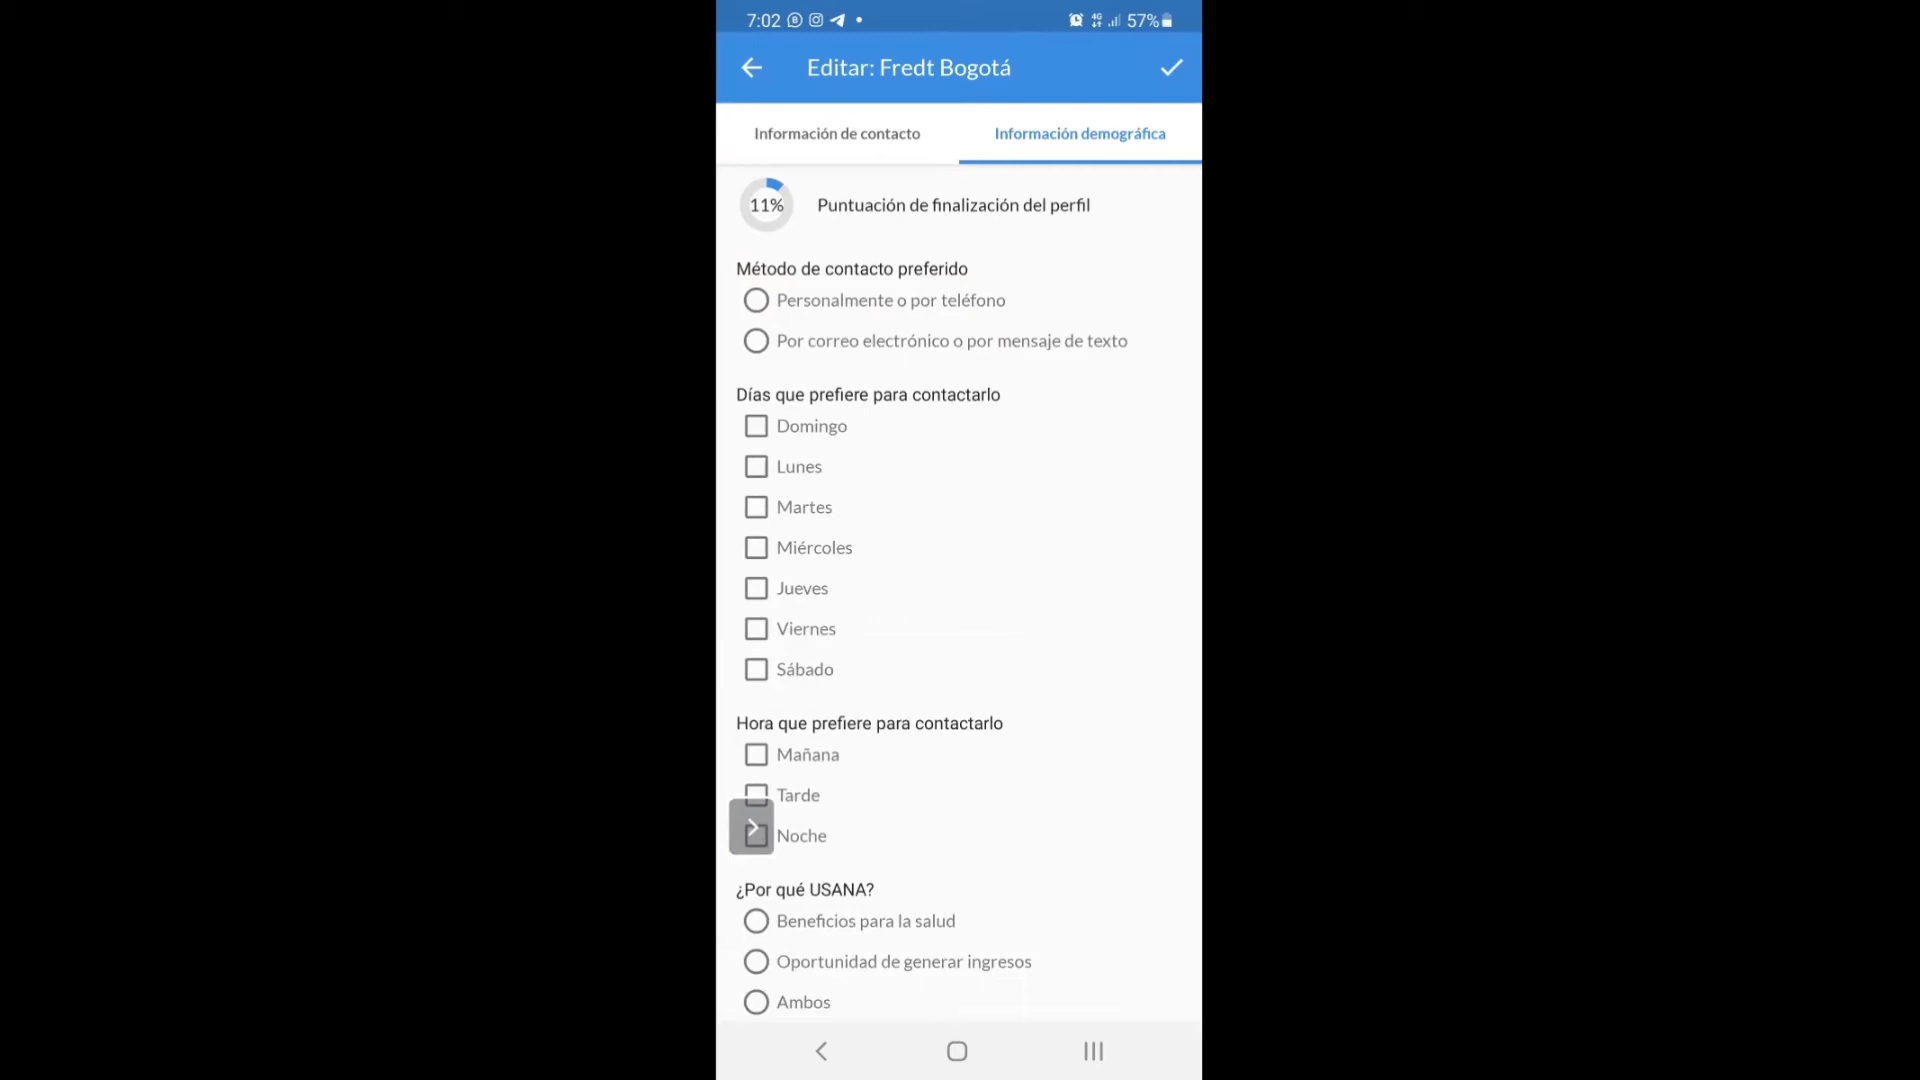 7:02
4G 57%
Editar: Fredt Bogotá
Información de contacto
Información demográfica
11%
Puntuación de finalización del perfil
Método de contacto preferido
Personalmente o por teléfono
Por correo electrónico o por mensaje de texto
Días que prefiere para contactarlo
Domingo
Lunes
Martes
Miércoles
Jueves
Viernes
Sábado
Hora que prefiere para contactarlo
Mañana
Tarde
Noche
¿Por qué USANA?
Beneficios para la salud
Oportunidad de generar ingresos
Ambos